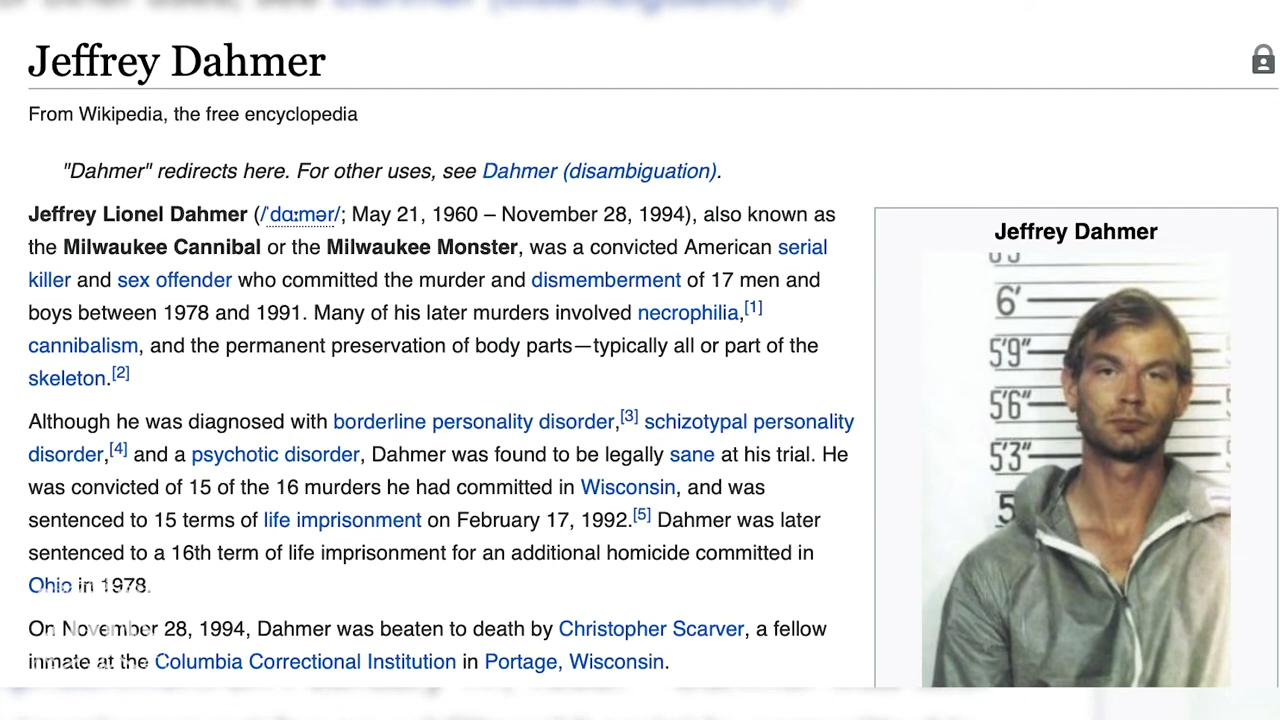 Jeffrey Dahmer
From Wikipedia, the free encyclopedia
"Dahmer" redirects here. For other uses, see Dahmer (disambiguation).
Jeffrey Lionel Dahmer (/ˈdɑːmər/; May 21, 1960 – November 28, 1994), also known as
the Milwaukee Cannibal or the Milwaukee Monster, was a convicted American serial
killer and sex offender who committed the murder and dismemberment of 17 men and
boys between 1978 and 1991. Many of his later murders involved necrophilia,[1]
cannibalism, and the permanent preservation of body parts—typically all or part of the
skeleton.[2]
Although he was diagnosed with borderline personality disorder,[3] schizotypal personality
disorder,[4] and a psychotic disorder, Dahmer was found to be legally sane at his trial. He
was convicted of 15 of the 16 murders he had committed in Wisconsin, and was
sentenced to 15 terms of life imprisonment on February 17, 1992.[5] Dahmer was later
sentenced to a 16th term of life imprisonment for an additional homicide committed in
Ohio in 1978.
On November 28, 1994, Dahmer was beaten to death by Christopher Scarver, a fellow
inmate at the Columbia Correctional Institution in Portage, Wisconsin.
Jeffrey Dahmer
6'
5'9"
5'6"
5'3"
5